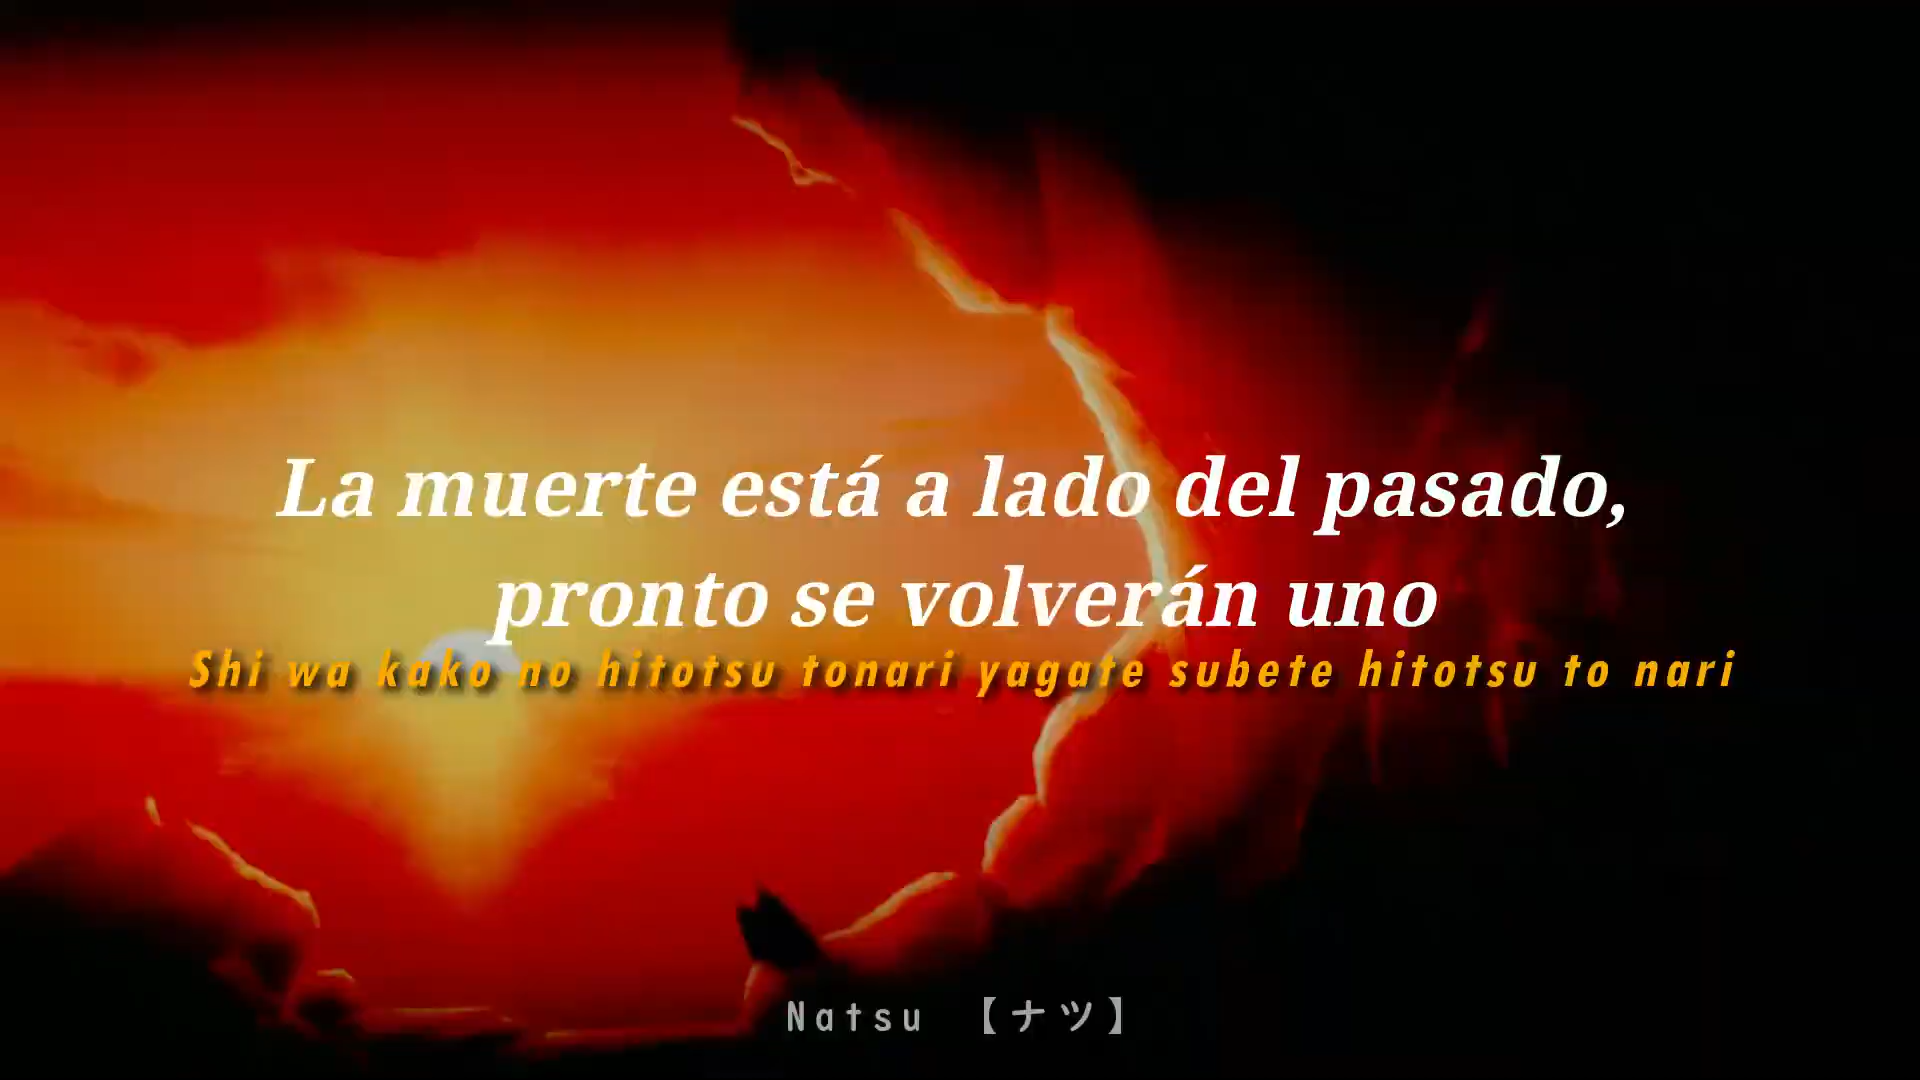 La muerte está a lado del pasado,
pronto se volverán uno
Shi wa kako no hitotsu tonari yagate subete hitotsu to nari
Natsu 【ナツ】